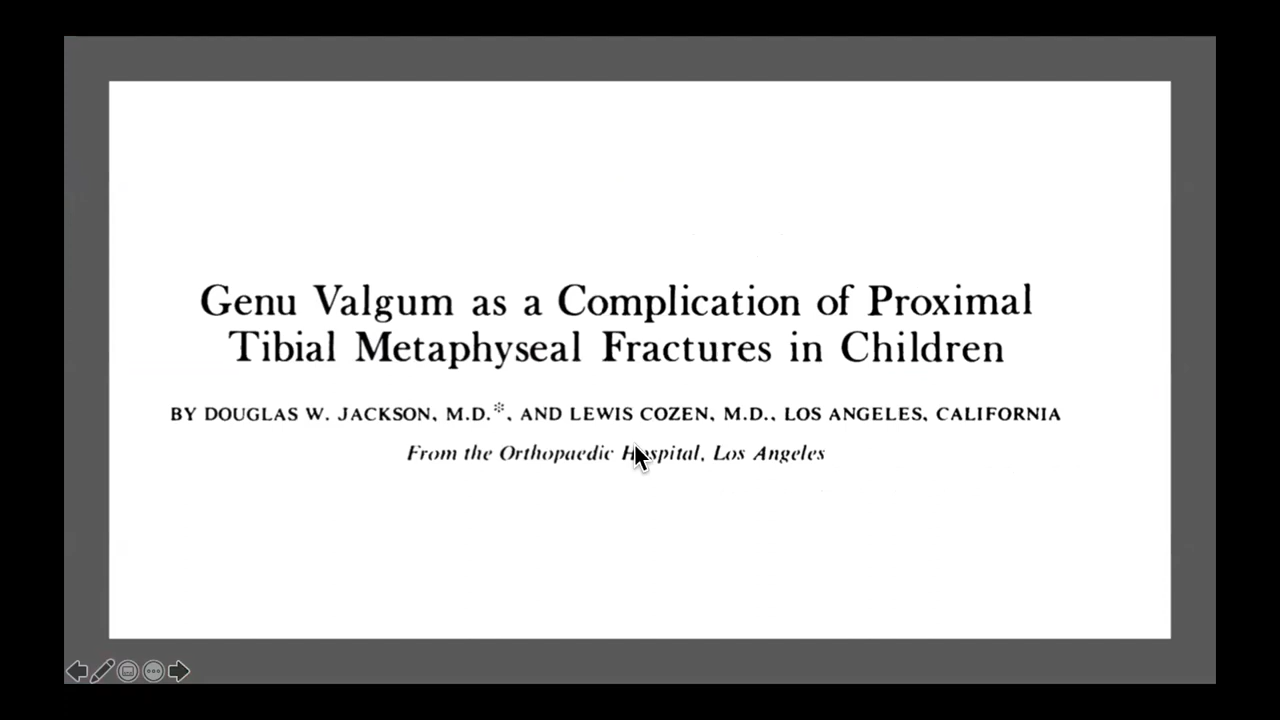 Genu Valgum as a Complication of Proximal
Tibial Metaphyseal Fractures in Children
BY DOUGLAS W. JACKSON, M.D.*, AND LEWIS COZEN, M.D., LOS ANGELES, CALIFORNIA
From the Orthopaedic Hospital, Los Angeles